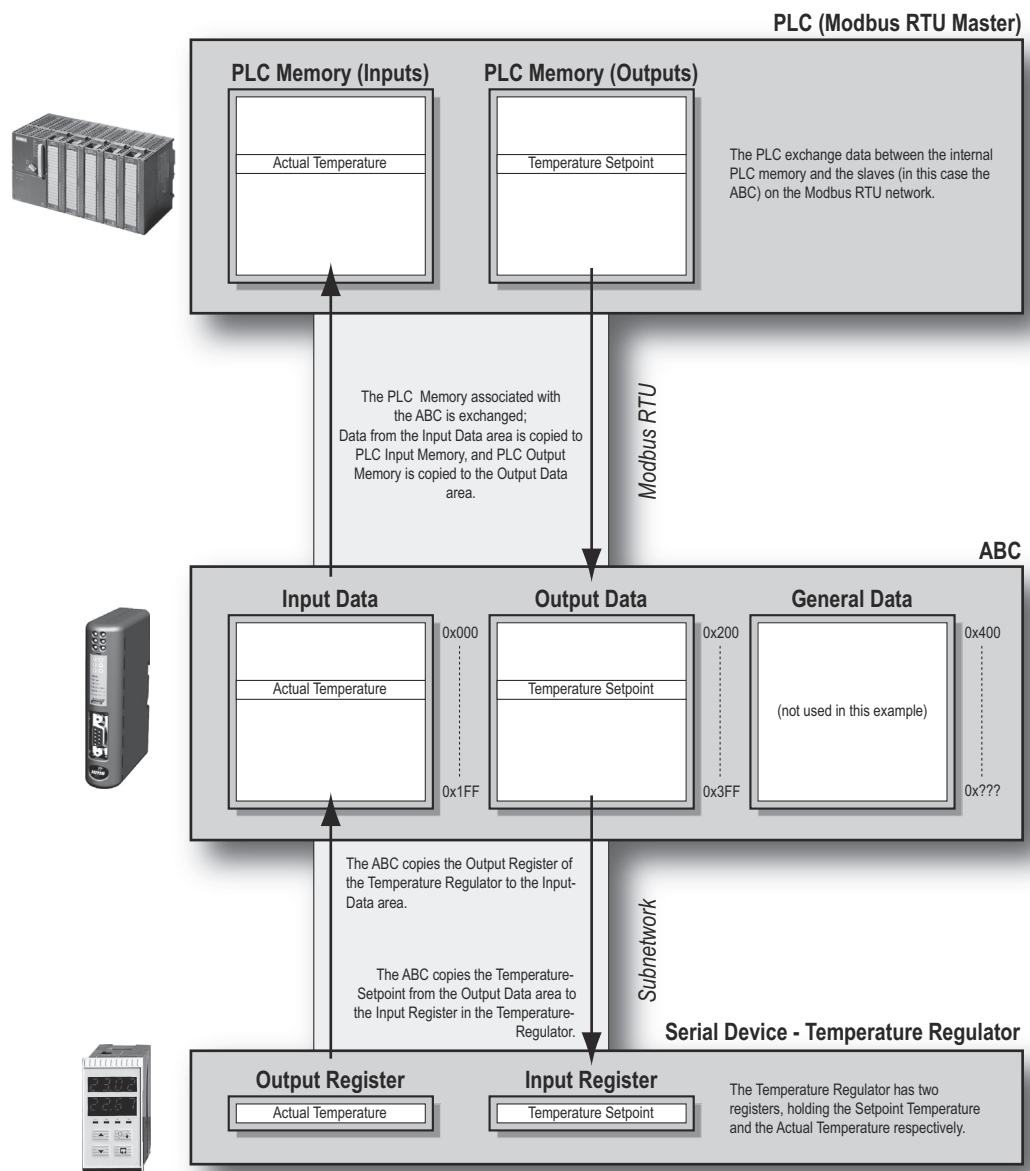 PLC (Modbus RTU Master)
PLC Memory (Inputs)
PLC Memory (Outputs)
Actual Temperature
Temperature Setpoint
The PLC exchange data between the internal
PLC memory and the slaves (in this case the
ABC) on the Modbus RTU network.
The PLC Memory associated with
the ABC is exchanged;
Data from the Input Data area is copied to
PLC Input Memory, and PLC Output
Memory is copied to the Output Data
area.
Modbus RTU
ABC
Input Data
Output Data
General Data
0x000
0x200
0x400
Actual Temperature
Temperature Setpoint
(not used in this example)
0x1FF
0x3FF
0x???
The ABC copies the Output Register of
the Temperature Regulator to the Input-
Data area.
The ABC copies the Temperature-
Setpoint from the Output Data area to
the Input Register in the Temperature-
Regulator.
Subnetwork
Serial Device - Temperature Regulator
Output Register
Input Register
Actual Temperature
Temperature Setpoint
The Temperature Regulator has two
registers, holding the Setpoint Temperature
and the Actual Temperature respectively.